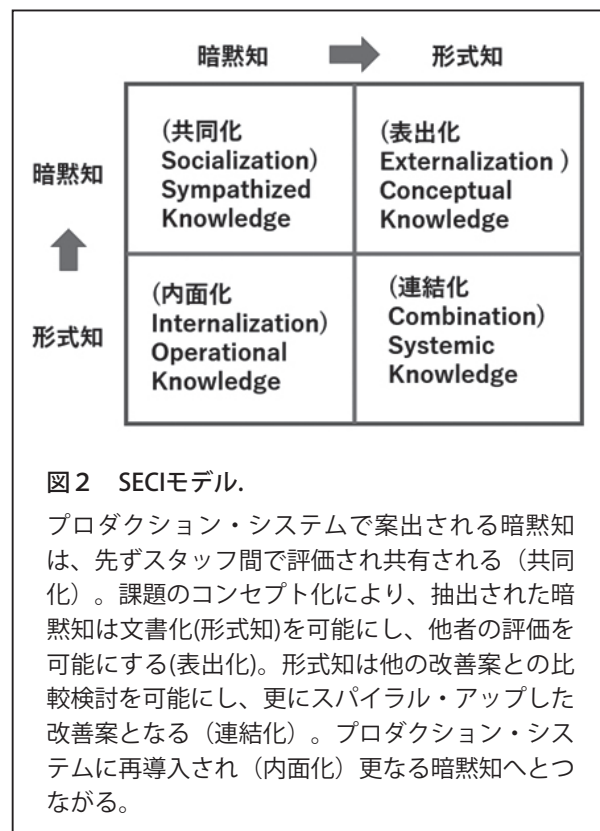 暗黙知 形式知
暗黙知
(共同化
Socialization)
Sympathized
Knowledge
(表出化
Externalization )
Conceptual
Knowledge
形式知
(内面化
Internalization)
Operational
Knowledge
(連結化
Combination)
Systemic
Knowledge
図２ SECIモデル.
プロダクション・システムで案出される暗黙知
は、先ずスタッフ間で評価され共有される（共同
化）。課題のコンセプト化により、抽出された暗
黙知は文書化(形式知)を可能にし、他者の評価を
可能にする(表出化)。形式知は他の改善案との比
較検討を可能にし、更にスパイラル・アップした
改善案となる（連結化）。プロダクション・シス
テムに再導入され（内面化）更なる暗黙知へとつ
ながる。